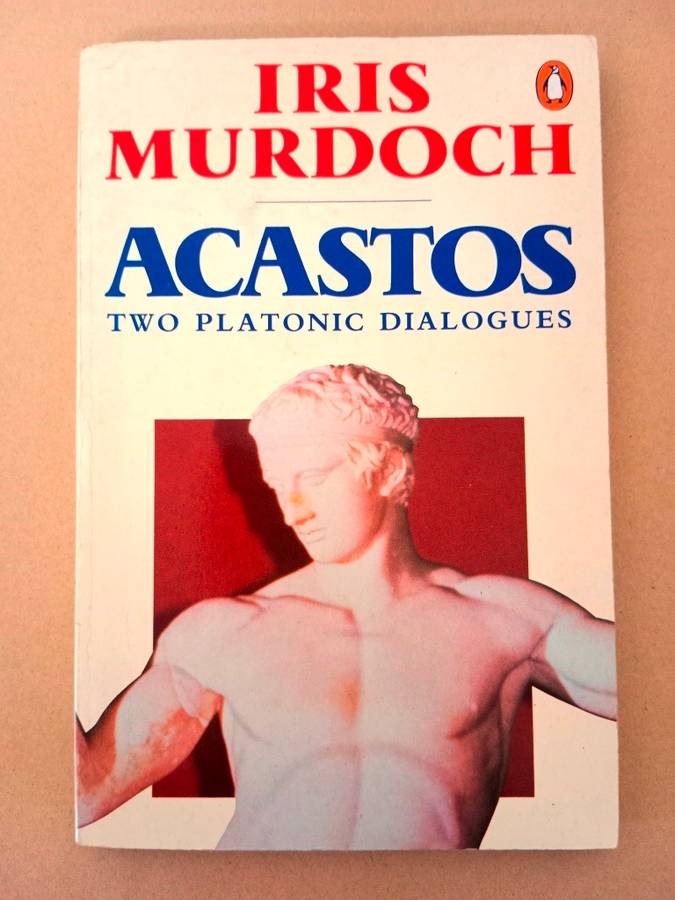 IRIS
MURDOCH
ACASTOS
TWO PLATONIC DIALOGUES